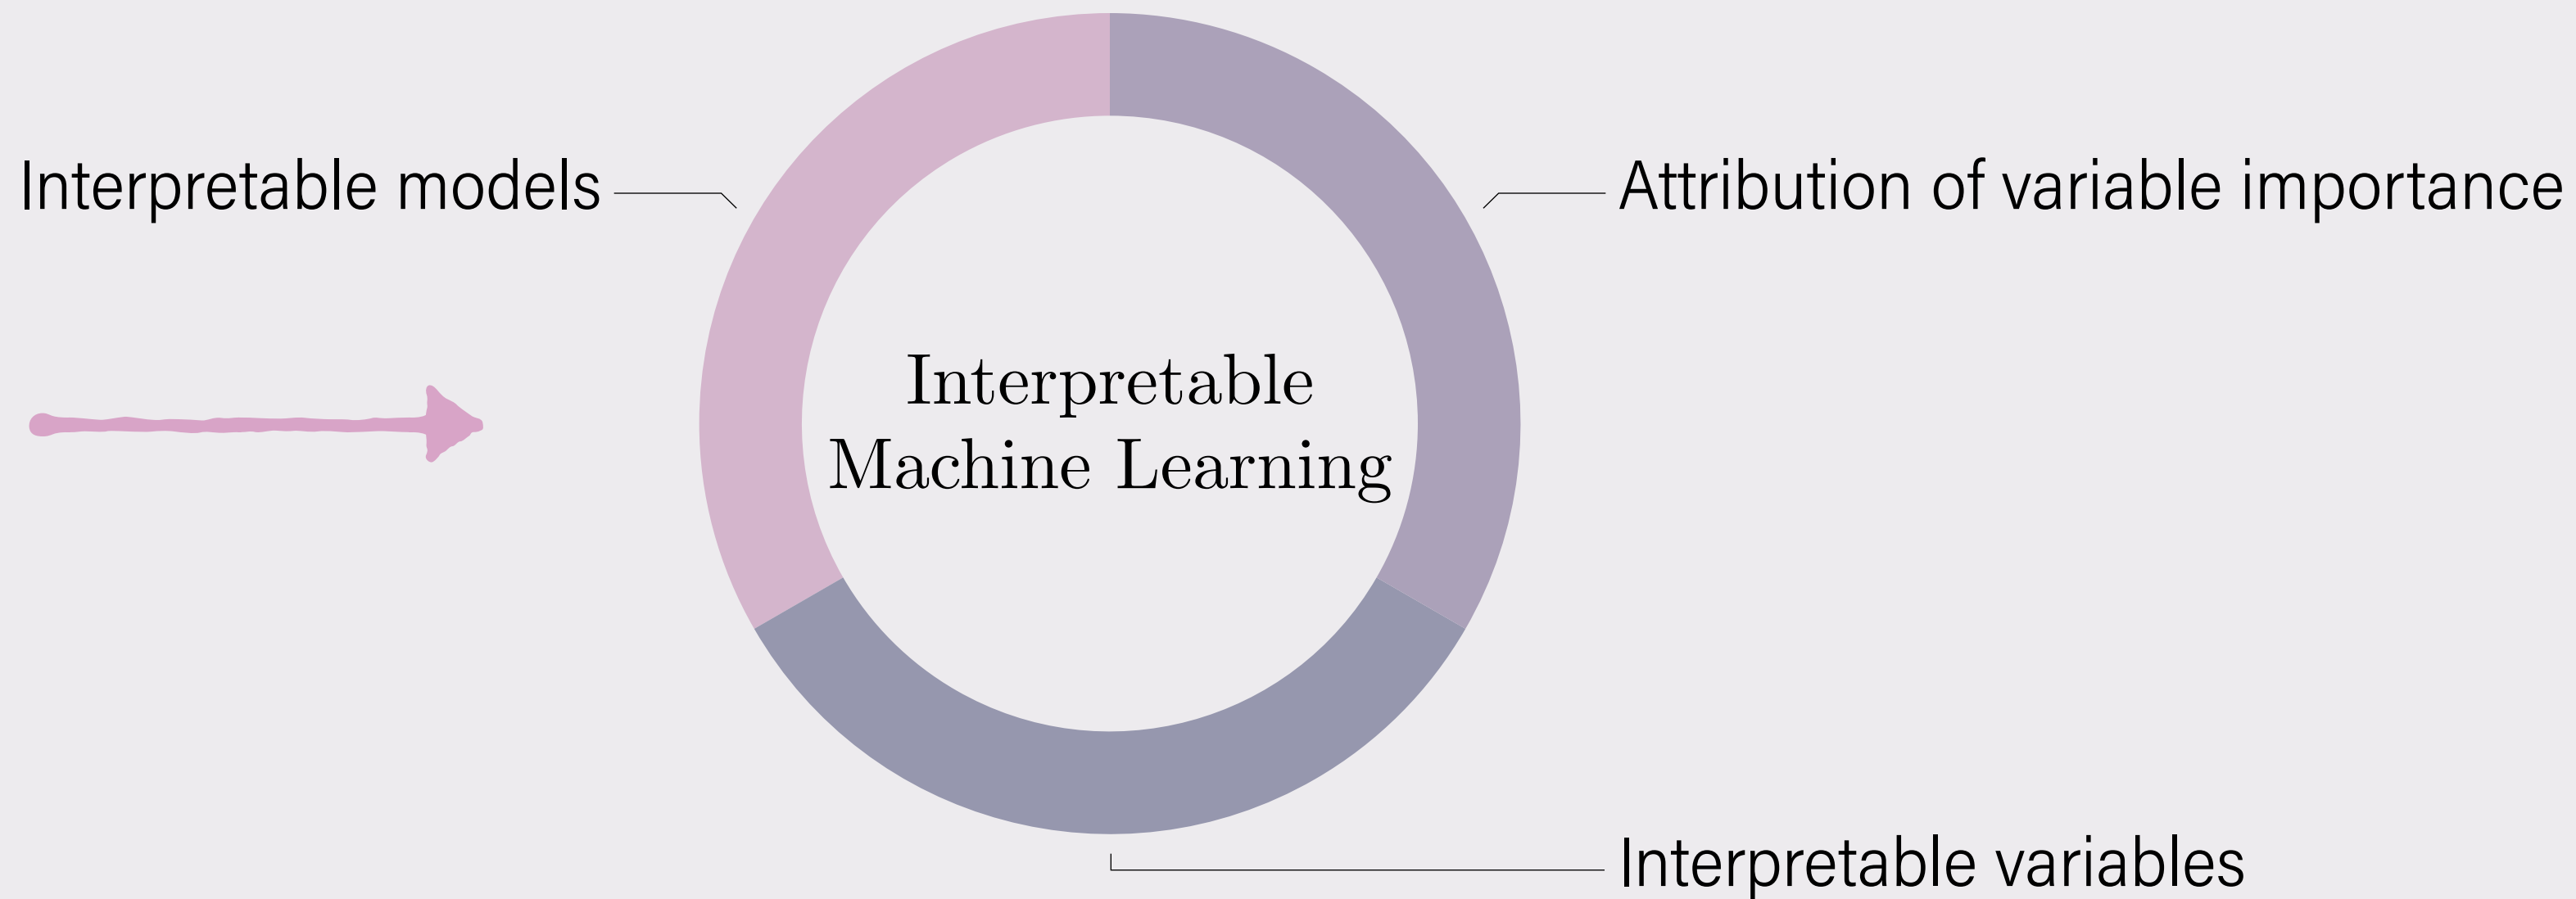 Interpretable models
Attribution of variable importance
Interpretable
Machine Learning
Interpretable variables